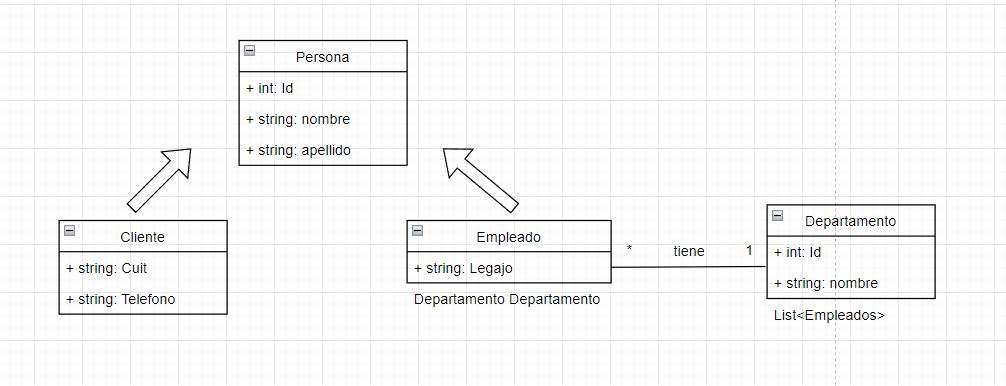 Persona
+ int: Id
+ string: nombre
+ string: apellido
Cliente
+ string: Cuit
+ string: Telefono
Empleado
+ string: Legajo
Departamento Departamento
* tiene 1
Departamento
+ int: Id
+ string: nombre
List<Empleados>